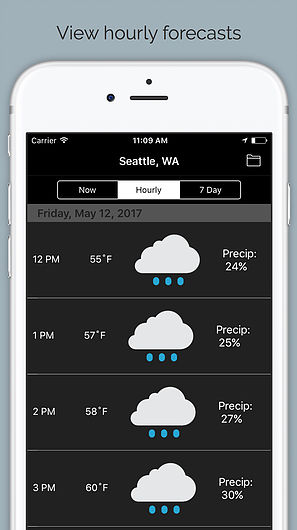 View hourly forecasts
Carrier 11:09 AM
Seattle, WA
Now Hourly 7 Day
Friday, May 12, 2017
12 PM 55˚F Precip:
24%
1 PM 57˚F Precip:
25%
2 PM 58˚F Precip:
27%
3 PM 60˚F Precip:
30%